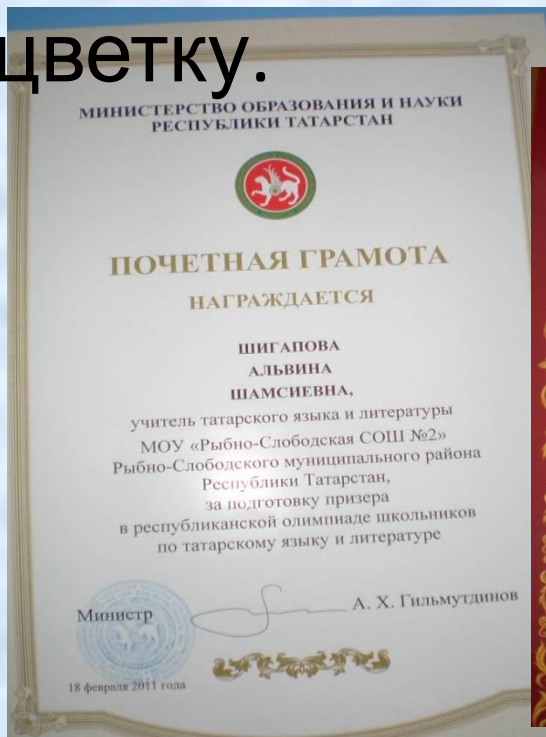 цветку.
МИНИСТЕРСТВО ОБРАЗОВАНИЯ И НАУКИ
РЕСПУБЛИКИ ТАТАРСТАН
ПОЧЕТНАЯ ГРАМОТА
НАГРАЖДАЕТСЯ
ШИГАПОВА
АЛЬВИНА
ШАМСИЕВНА,
учитель татарского языка и литературы
МОУ «Рыбно-Слободская СОШ №2»
Рыбно-Слободского муниципального района
Республики Татарстан,
за подготовку призера
в республиканской олимпиаде школьников
по татарскому языку и литературе
Министр
А. Х. Гильмутдинов
18 февраля 2011 года